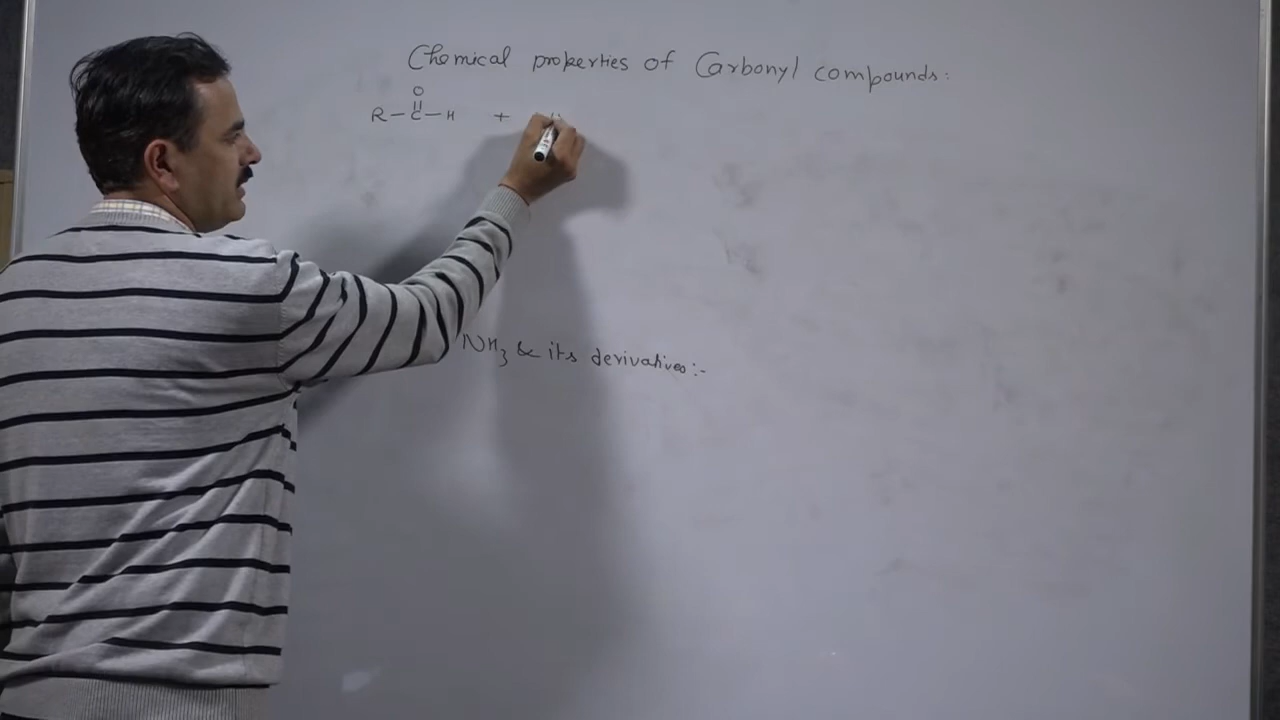 Chemical properties of Carbonyl compounds:
O
R-C-H +
NH3 & its derivatives:-